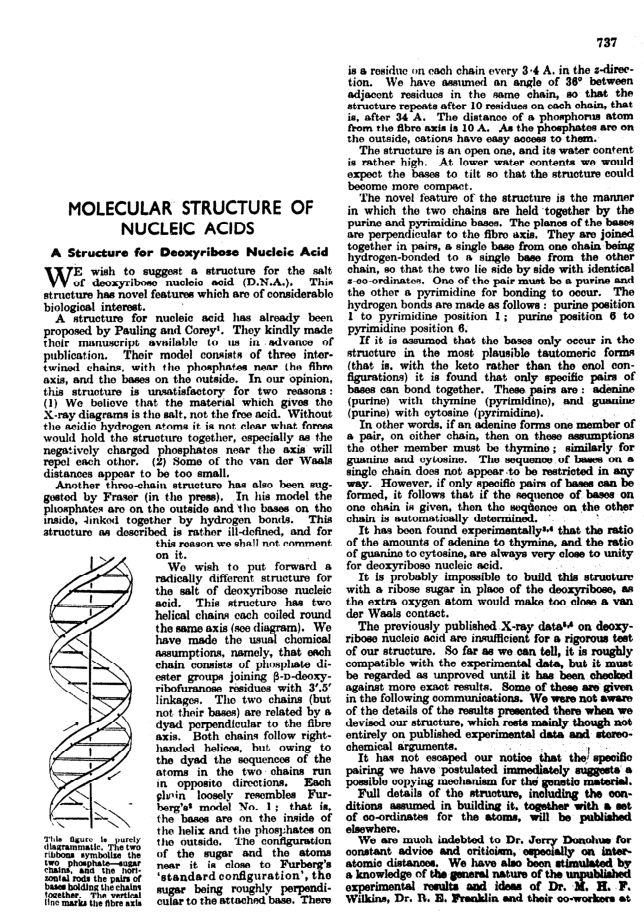 737
MOLECULAR STRUCTURE OF
NUCLEIC ACIDS
A Structure for Deoxyribose Nucleic Acid
WE wish to suggest a structure for the salt
of deoxyribose nucleic acid (D.N.A.). This
structure has novel features which are of considerable
biological interest.
A structure for nucleic acid has already been
proposed by Pauling and Corey¹. They kindly made
their manuscript available to us in advance of
publication. Their model consists of three inter-
twined chains, with the phosphates near the fibre
axis, and the bases on the outside. In our opinion,
this structure is unsatisfactory for two reasons :
(1) We believe that the material which gives the
X-ray diagrams is the salt, not the free acid. Without
the acidic hydrogen atoms it is not clear what forces
would hold the structure together, especially as the
negatively charged phosphates near the axis will
repel each other. (2) Some of the van der Waals
distances appear to be too small.
Another three-chain structure has also been sug-
gested by Fraser (in the press). In his model the
phosphates are on the outside and the bases on the
inside, linked together by hydrogen bonds. This
structure as described is rather ill-defined, and for
this reason we shall not comment
on it.
We wish to put forward a
radically different structure for
the salt of deoxyribose nucleic
acid. This structure has two
helical chains each coiled round
the same axis (see diagram). We
have made the usual chemical
assumptions, namely, that each
chain consists of phosphate di-
ester groups joining β-D-deoxy-
ribofuranose residues with 3′,5′
linkages. The two chains (but
not their bases) are related by a
dyad perpendicular to the fibre
axis. Both chains follow right-
handed helices, but owing to
the dyad the sequences of the
atoms in the two chains run
in opposite directions. Each
chain loosely resembles Fur-
berg's² model No. 1 ; that is,
the bases are on the inside of
the helix and the phosphates on
the outside. The configuration
of the sugar and the atoms
near it is close to Furberg's
'standard configuration', the
sugar being roughly perpendi-
cular to the attached base. There
This figure is purely
diagrammatic. The two
ribbons symbolize the
two phosphate—sugar
chains, and the hori-
zontal rods the pairs of
bases holding the chains
together. The vertical
line marks the fibre axis
is a residue on each chain every 3·4 A. in the z-direc-
tion. We have assumed an angle of 36° between
adjacent residues in the same chain, so that the
structure repeats after 10 residues on each chain, that
is, after 34 A. The distance of a phosphorus atom
from the fibre axis is 10 A. As the phosphates are on
the outside, cations have easy access to them.
The structure is an open one, and its water content
is rather high. At lower water contents we would
expect the bases to tilt so that the structure could
become more compact.
The novel feature of the structure is the manner
in which the two chains are held together by the
purine and pyrimidine bases. The planes of the bases
are perpendicular to the fibre axis. They are joined
together in pairs, a single base from one chain being
hydrogen-bonded to a single base from the other
chain, so that the two lie side by side with identical
z-co-ordinates. One of the pair must be a purine and
the other a pyrimidine for bonding to occur. The
hydrogen bonds are made as follows : purine position
1 to pyrimidine position 1 ; purine position 6 to
pyrimidine position 6.
If it is assumed that the bases only occur in the
structure in the most plausible tautomeric forms
(that is, with the keto rather than the enol con-
figurations) it is found that only specific pairs of
bases can bond together. These pairs are : adenine
(purine) with thymine (pyrimidine), and guanine
(purine) with cytosine (pyrimidine).
In other words, if an adenine forms one member of
a pair, on either chain, then on these assumptions
the other member must be thymine ; similarly for
guanine and cytosine. The sequence of bases on a
single chain does not appear to be restricted in any
way. However, if only specific pairs of bases can be
formed, it follows that if the sequence of bases on
one chain is given, then the sequence on the other
chain is automatically determined.
It has been found experimentally³,⁴ that the ratio
of the amounts of adenine to thymine, and the ratio
of guanine to cytosine, are always very close to unity
for deoxyribose nucleic acid.
It is probably impossible to build this structure
with a ribose sugar in place of the deoxyribose, as
the extra oxygen atom would make too close a van
der Waals contact.
The previously published X-ray data⁵,⁶ on deoxy-
ribose nucleic acid are insufficient for a rigorous test
of our structure. So far as we can tell, it is roughly
compatible with the experimental data, but it must
be regarded as unproved until it has been checked
against more exact results. Some of these are given
in the following communications. We were not aware
of the details of the results presented there when we
devised our structure, which rests mainly though not
entirely on published experimental data and stereo-
chemical arguments.
It has not escaped our notice that the specific
pairing we have postulated immediately suggests a
possible copying mechanism for the genetic material.
Full details of the structure, including the con-
ditions assumed in building it, together with a set
of co-ordinates for the atoms, will be published
elsewhere.
We are much indebted to Dr. Jerry Donohue for
constant advice and criticism, especially on inter-
atomic distances. We have also been stimulated by
a knowledge of the general nature of the unpublished
experimental results and ideas of Dr. M. H. F.
Wilkins, Dr. R. E. Franklin and their co-workers at